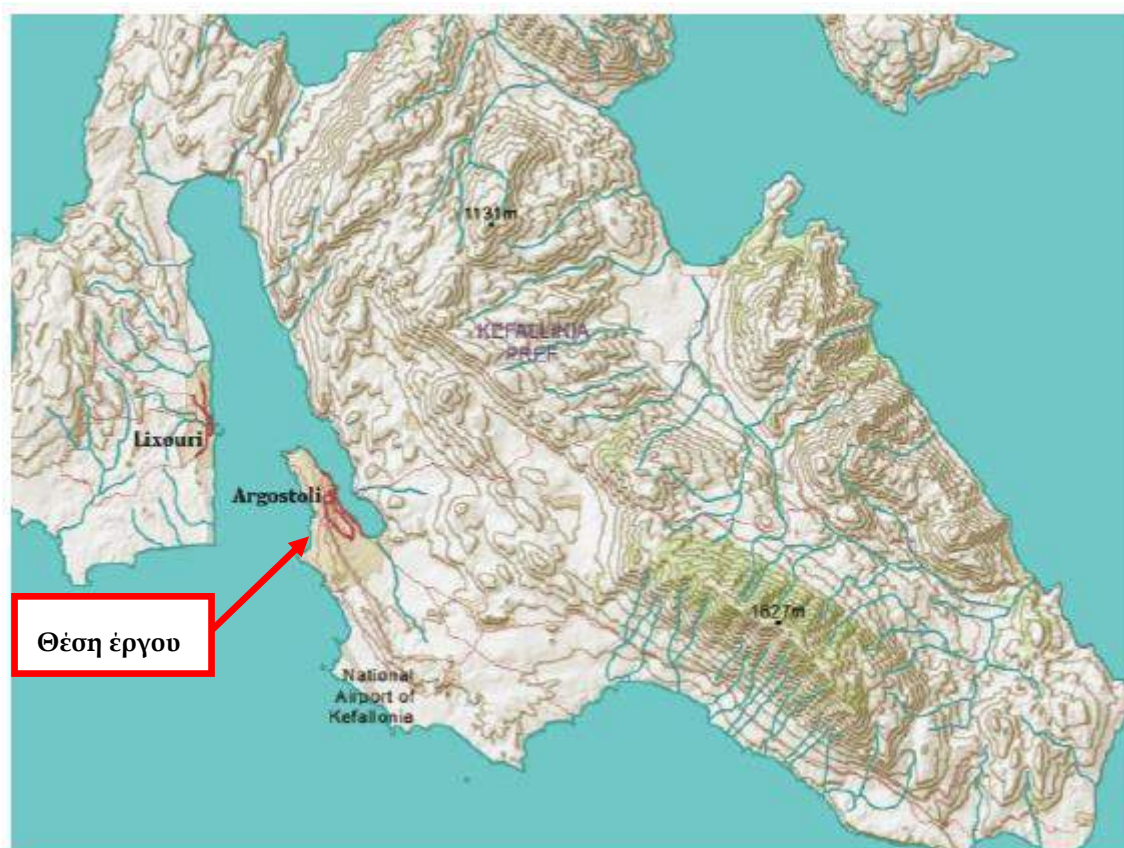 1131m
KEFALLINIA
PREF
Lixouri
Argostoli
Θέση έργου
1627m
National
Airport of
Kefallonia